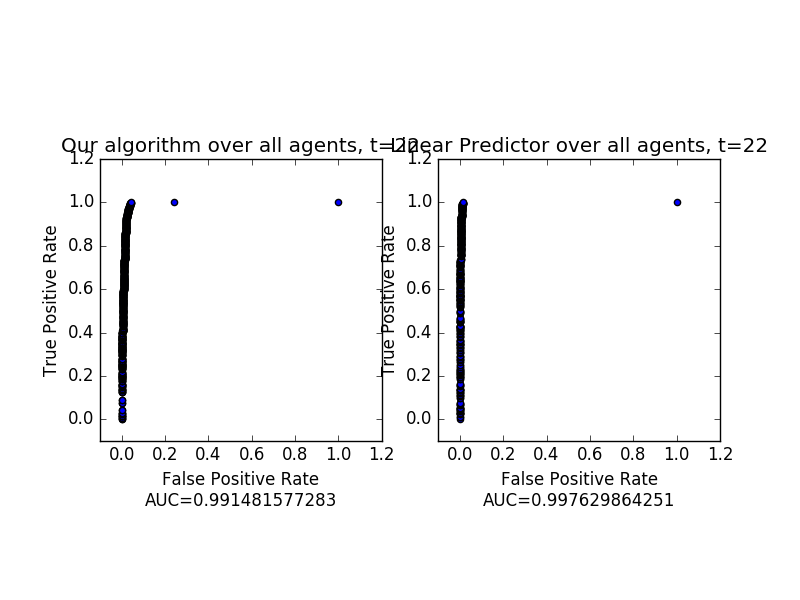 Our algorithm over all agents, t=22
1.2
1.0
0.8
0.6
0.4
0.2
0.0
True Positive Rate
0.0 0.2 0.4 0.6 0.8 1.0 1.2
False Positive Rate
AUC=0.991481577283
Linear Predictor over all agents, t=22
1.2
1.0
0.8
0.6
0.4
0.2
0.0
True Positive Rate
0.0 0.2 0.4 0.6 0.8 1.0 1.2
False Positive Rate
AUC=0.997629864251